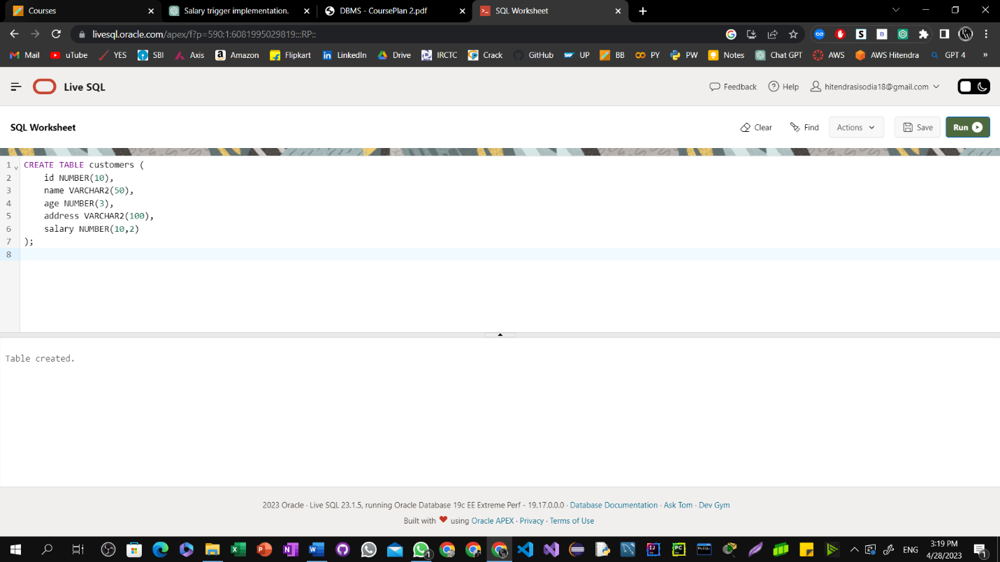 Courses
Salary trigger implementation.
DBMS - CoursePlan 2.pdf
SQL Worksheet
livesql.oracle.com/apex/f?p=590:1:6081995029819:::RP::
Mail uTube YES SBI Axis Amazon Flipkart LinkedIn Drive IRCTC Crack GitHub UP BB PY PW Notes Chat GPT AWS AWS Hitendra GPT 4 »
Live SQL
Feedback Help hitendrasisodia18@gmail.com
SQL Worksheet
Clear Find Actions Save Run
1 CREATE TABLE customers (
2 id NUMBER(10),
3 name VARCHAR2(50),
4 age NUMBER(3),
5 address VARCHAR2(100),
6 salary NUMBER(10,2)
7 );
8
Table created.
2023 Oracle · Live SQL 23.1.5, running Oracle Database 19c EE Extreme Perf - 19.17.0.0.0 · Database Documentation · Ask Tom · Dev Gym
Built with ❤ using Oracle APEX · Privacy · Terms of Use
ENG
3:19 PM
4/28/2023